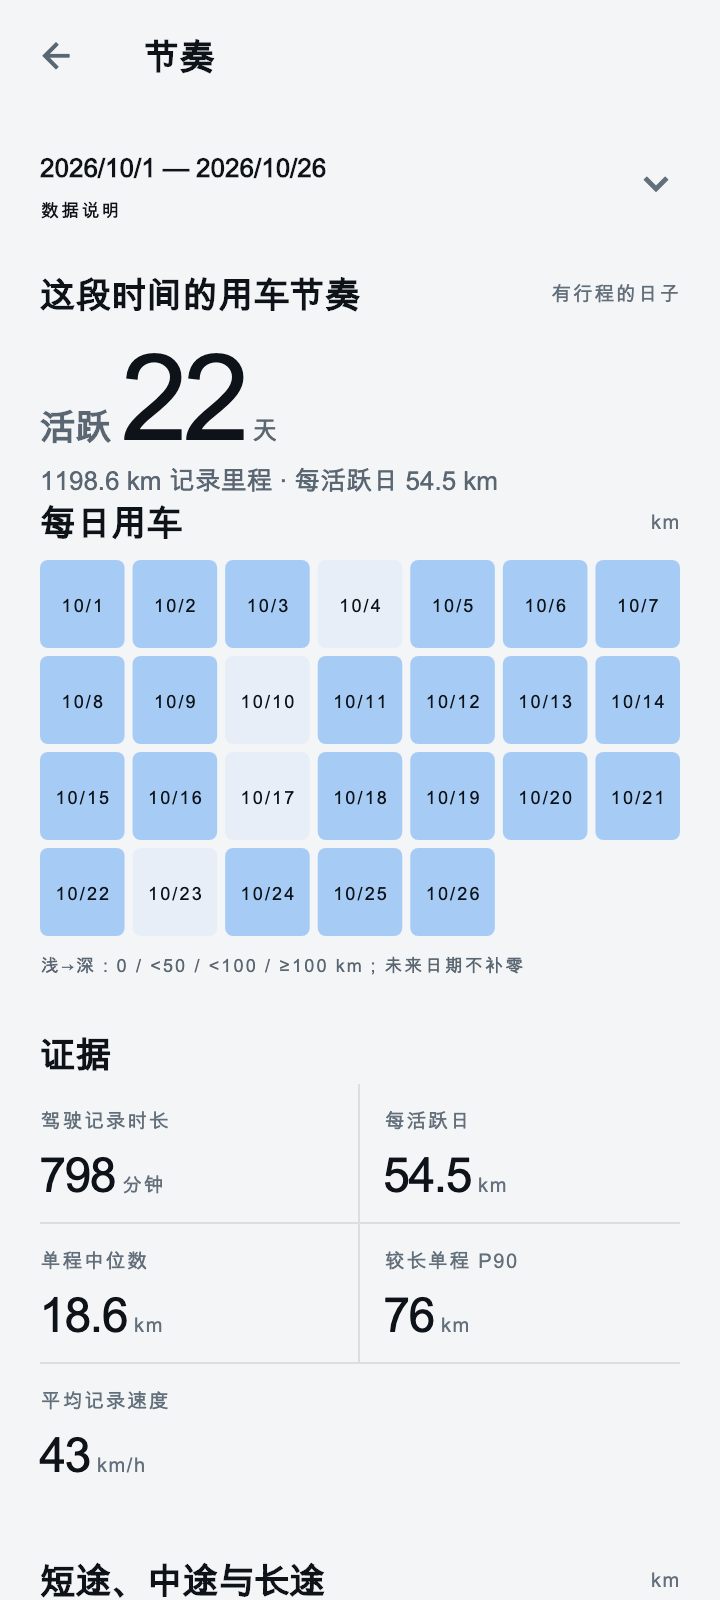 节奏
2026/10/1 — 2026/10/26
数据说明
这段时间的用车节奏 有行程的日子
活跃 22 天
1198.6 km 记录里程 · 每活跃日 54.5 km
每日用车 km
10/1 10/2 10/3 10/4 10/5 10/6 10/7
10/8 10/9 10/10 10/11 10/12 10/13 10/14
10/15 10/16 10/17 10/18 10/19 10/20 10/21
10/22 10/23 10/24 10/25 10/26
浅→深：0 / <50 / <100 / ≥100 km；未来日期不补零
证据
驾驶记录时长 每活跃日
798 分钟 54.5 km
单程中位数 较长单程 P90
18.6 km 76 km
平均记录速度
43 km/h
短途、中途与长途 km